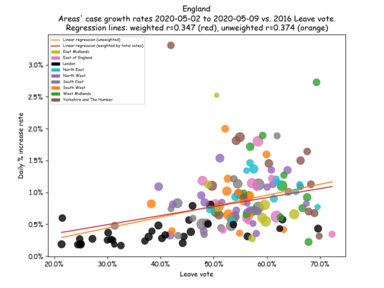 England
Areas' case growth rates 2020-05-02 to 2020-05-09 vs. 2016 Leave vote.
Regression lines: weighted r=0.347 (red), unweighted r=0.374 (orange)
Linear regression (unweighted)
Linear regression (weighted by total votes)
East Midlands
East of England
London
North East
North West
South East
South West
West Midlands
Yorkshire and The Humber
Daily % increase rate
3.0%
2.5%
2.0%
1.5%
1.0%
0.5%
0.0%
20.0% 30.0% 40.0% 50.0% 60.0% 70.0%
Leave vote